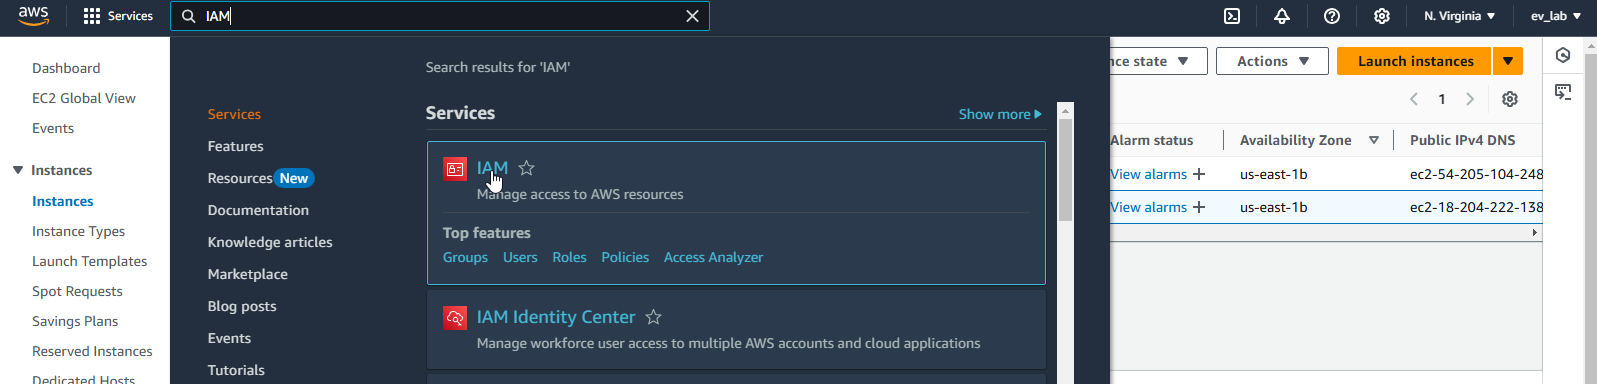 aws
Services
IAM
N. Virginia
ev_lab
Dashboard
EC2 Global View
Events
Instances
Instances
Instance Types
Launch Templates
Spot Requests
Savings Plans
Reserved Instances
Dedicated Hosts
Search results for 'IAM'
Services
Features
Resources New
Documentation
Knowledge articles
Marketplace
Blog posts
Events
Tutorials
Services
Show more
IAM
Manage access to AWS resources
Top features
Groups Users Roles Policies Access Analyzer
IAM Identity Center
Manage workforce user access to multiple AWS accounts and cloud applications
nce state
Actions
Launch instances
1
Alarm status Availability Zone Public IPv4 DNS
View alarms + us-east-1b ec2-54-205-104-248
View alarms + us-east-1b ec2-18-204-222-138